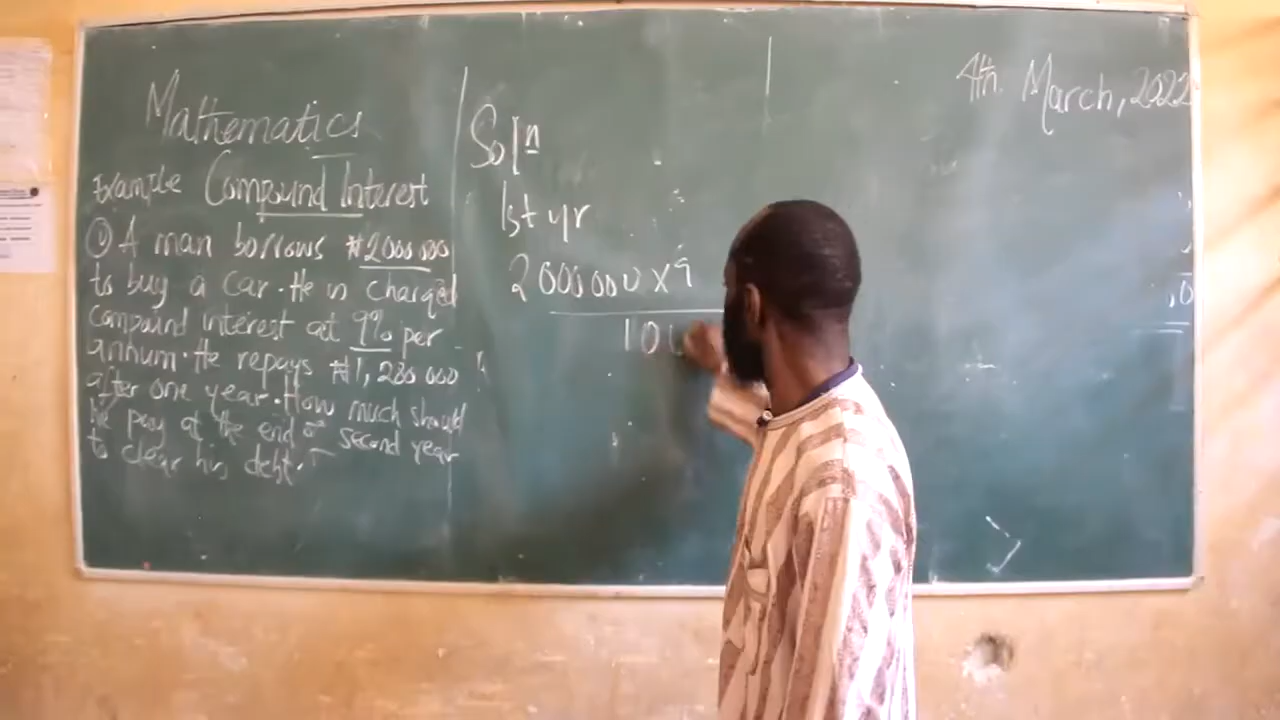 Mathematics
Example Compound Interest
① A man borrows ₦2000 000
to buy a car. He is charged
compound interest at 9% per
annum. He repays ₦1,280 000
after one year. How much should
he pay at the end of second year
to clear his debt.
Soln
1st yr
2000000 x 9
100
4th March, 2022